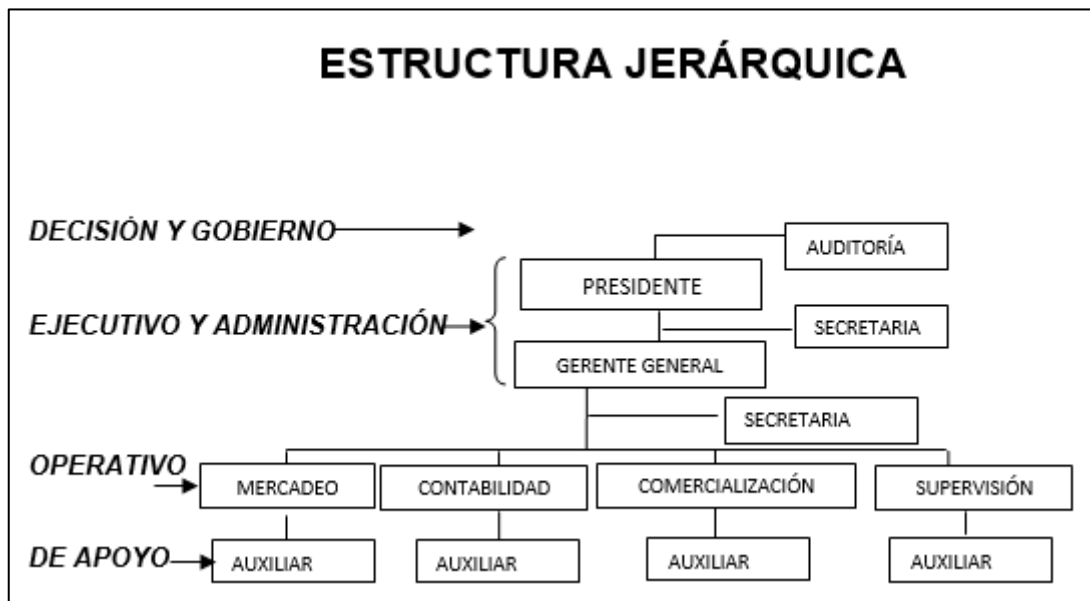 ESTRUCTURA JERÁRQUICA
DECISIÓN Y GOBIERNO
AUDITORÍA
PRESIDENTE
EJECUTIVO Y ADMINISTRACIÓN
SECRETARIA
GERENTE GENERAL
SECRETARIA
OPERATIVO
MERCADEO
CONTABILIDAD
COMERCIALIZACIÓN
SUPERVISIÓN
DE APOYO
AUXILIAR
AUXILIAR
AUXILIAR
AUXILIAR